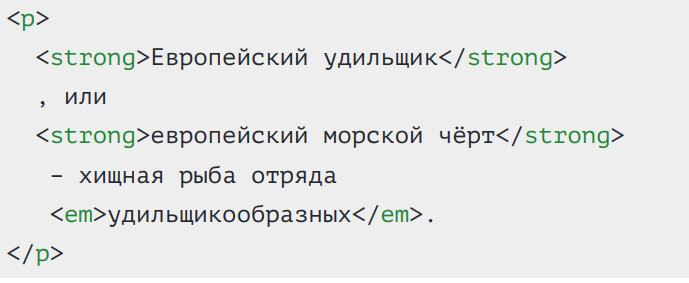 <p>
<strong>Европейский удильщик</strong>
, или
<strong>европейский морской чёрт</strong>
– хищная рыба отряда
<em>удильщикообразных</em>.
</p>